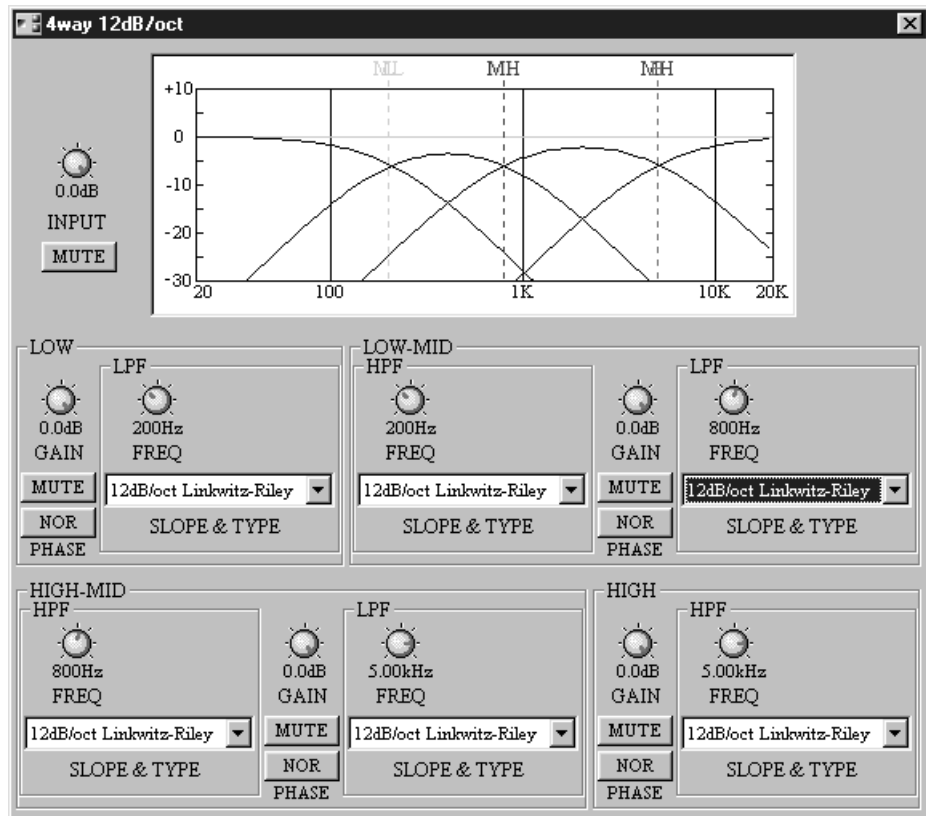 4way 12dB/oct
MH
+10
0
-10
-20
-30
20 100 1K 10K 20K
0.0dB
INPUT
MUTE
LOW
LPF
0.0dB 200Hz
GAIN FREQ
MUTE 12dB/oct Linkwitz-Riley
NOR SLOPE & TYPE
PHASE
LOW-MID
HPF LPF
200Hz 0.0dB 800Hz
FREQ GAIN FREQ
12dB/oct Linkwitz-Riley MUTE 12dB/oct Linkwitz-Riley
SLOPE & TYPE NOR SLOPE & TYPE
PHASE
HIGH-MID
HPF LPF
800Hz 0.0dB 5.00kHz
FREQ GAIN FREQ
12dB/oct Linkwitz-Riley MUTE 12dB/oct Linkwitz-Riley
SLOPE & TYPE NOR SLOPE & TYPE
PHASE
HIGH
HPF
0.0dB 5.00kHz
GAIN FREQ
MUTE 12dB/oct Linkwitz-Riley
NOR SLOPE & TYPE
PHASE